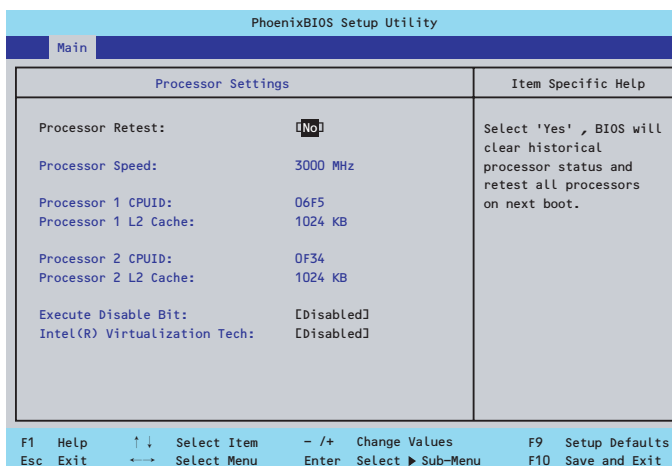 PhoenixBIOS Setup Utility
Main
Processor Settings
Item Specific Help
Processor Retest: [No]
Processor Speed: 3000 MHz
Processor 1 CPUID: 06F5
Processor 1 L2 Cache: 1024 KB
Processor 2 CPUID: 0F34
Processor 2 L2 Cache: 1024 KB
Execute Disable Bit: [Disabled]
Intel(R) Virtualization Tech: [Disabled]
Select 'Yes' , BIOS will
clear historical
processor status and
retest all processors
on next boot.
F1 Help ↑↓ Select Item – /+ Change Values F9 Setup Defaults
Esc Exit ←→ Select Menu Enter Select ▶ Sub-Menu F10 Save and Exit